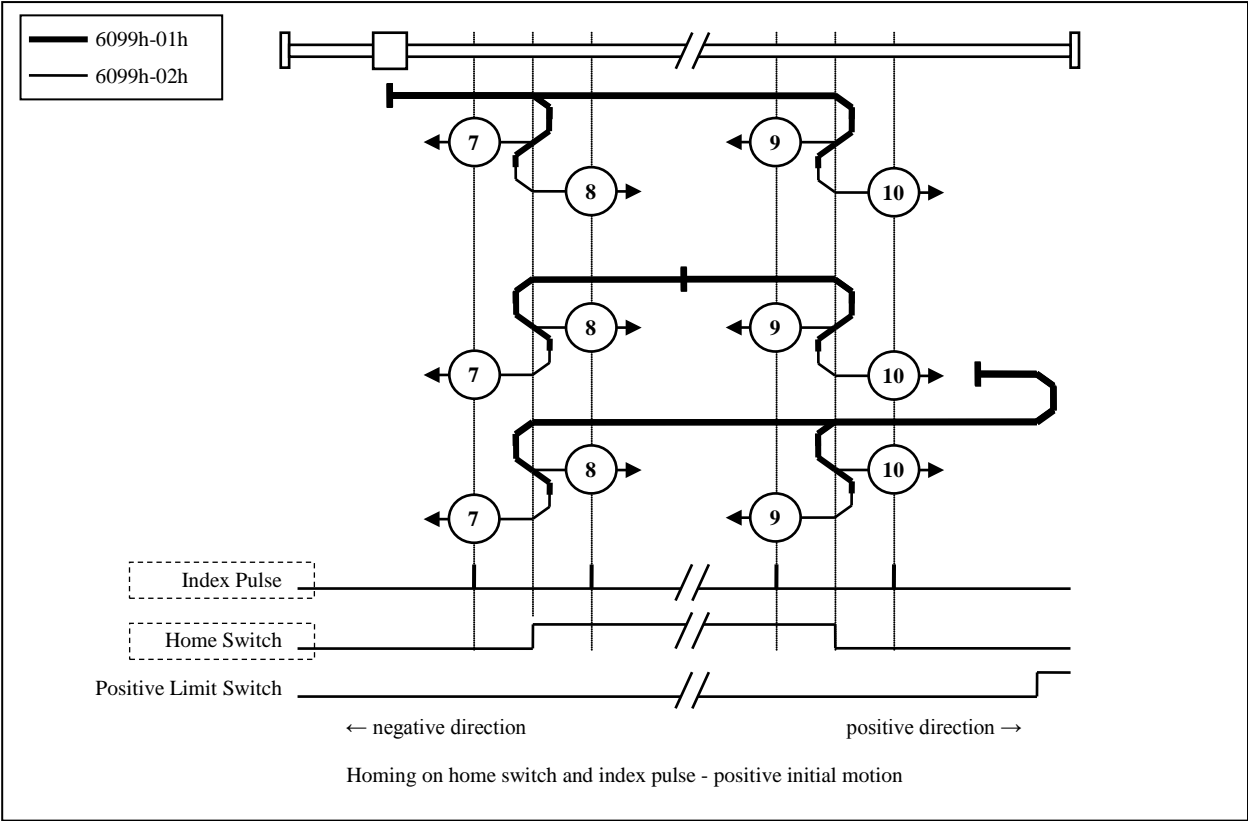 6099h-01h
6099h-02h
7
9
8
10
8
9
7
10
8
10
7
9
Index Pulse
Home Switch
Positive Limit Switch
← negative direction
positive direction →
Homing on home switch and index pulse - positive initial motion